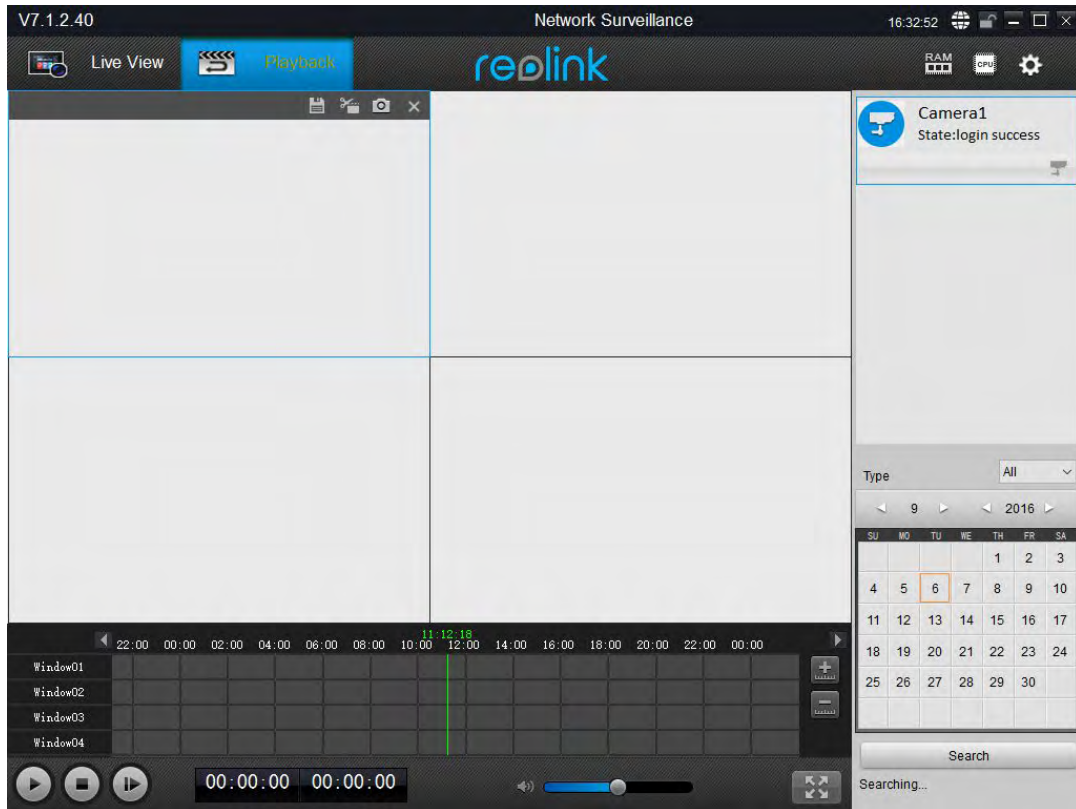 V7.1.2.40 Network Surveillance 16:32:52
Live View Playback reolink RAM CPU
Camera1
State:login success
Type All
9 2016
SU MO TU WE TH FR SA
1 2 3
4 5 6 7 8 9 10
11 12 13 14 15 16 17
18 19 20 21 22 23 24
25 26 27 28 29 30
11:12:18
22:00 00:00 02:00 04:00 06:00 08:00 10:00 12:00 14:00 16:00 18:00 20:00 22:00 00:00
Window01
Window02
Window03
Window04
00:00:00 00:00:00
Search
Searching...